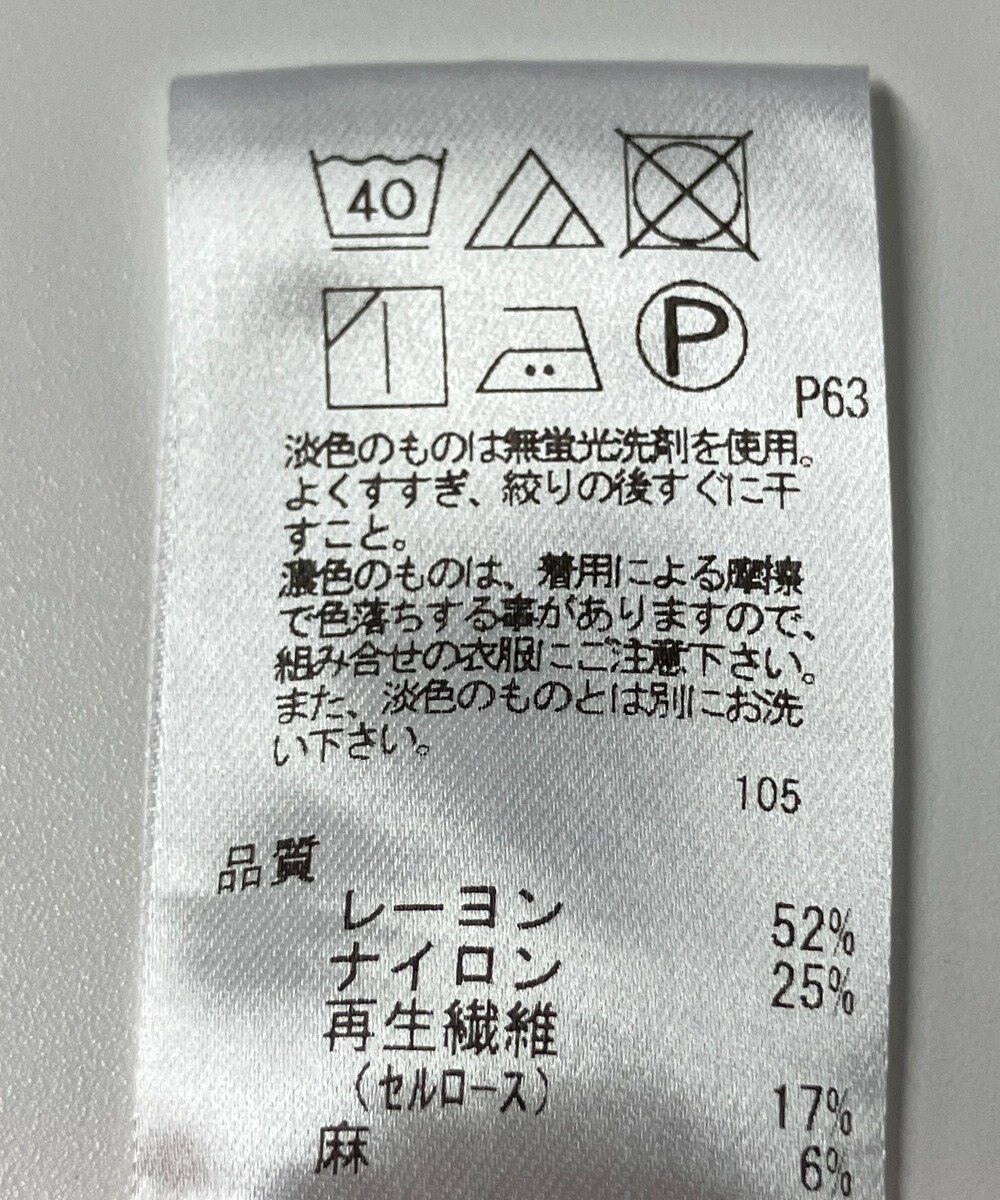 40
P
P63
淡色のものは無蛍光洗剤を使用。
よくすすぎ、絞りの後すぐに干
すこと。
濃色のものは、着用による摩擦
で色落ちする事がありますので、
組み合せの衣服にご注意下さい。
また、淡色のものとは別にお洗
い下さい。
105
品質
レーヨン 52%
ナイロン 25%
再生繊維
(セルロース) 17%
麻 6%